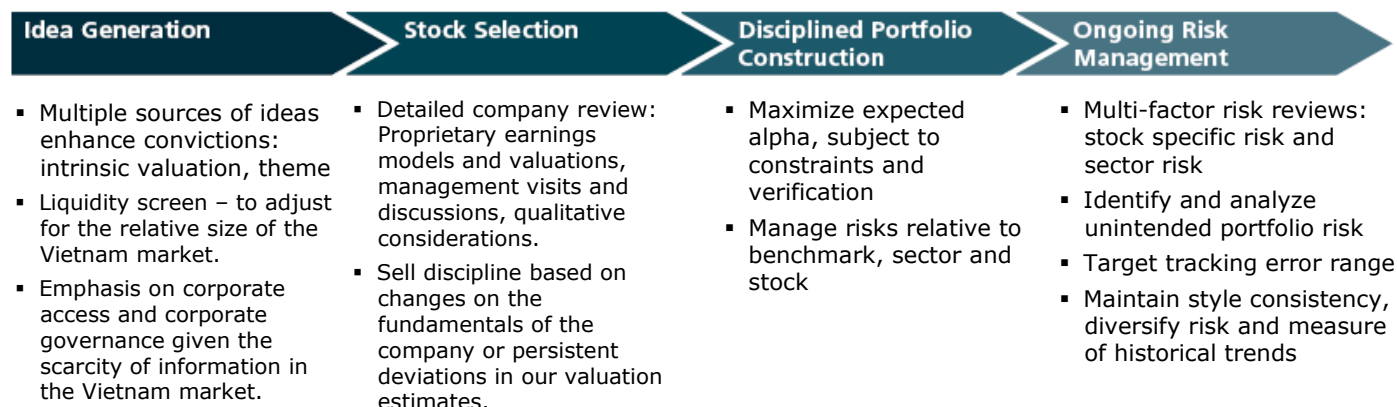 Idea Generation
Stock Selection
Disciplined Portfolio
Construction
Ongoing Risk
Management
▪ Multiple sources of ideas
enhance convictions:
intrinsic valuation, theme
▪ Liquidity screen – to adjust
for the relative size of the
Vietnam market.
▪ Emphasis on corporate
access and corporate
governance given the
scarcity of information in
the Vietnam market.
▪ Detailed company review:
Proprietary earnings
models and valuations,
management visits and
discussions, qualitative
considerations.
▪ Sell discipline based on
changes on the
fundamentals of the
company or persistent
deviations in our valuation
estimates.
▪ Maximize expected
alpha, subject to
constraints and
verification
▪ Manage risks relative to
benchmark, sector and
stock
▪ Multi-factor risk reviews:
stock specific risk and
sector risk
▪ Identify and analyze
unintended portfolio risk
▪ Target tracking error range
▪ Maintain style consistency,
diversify risk and measure
of historical trends